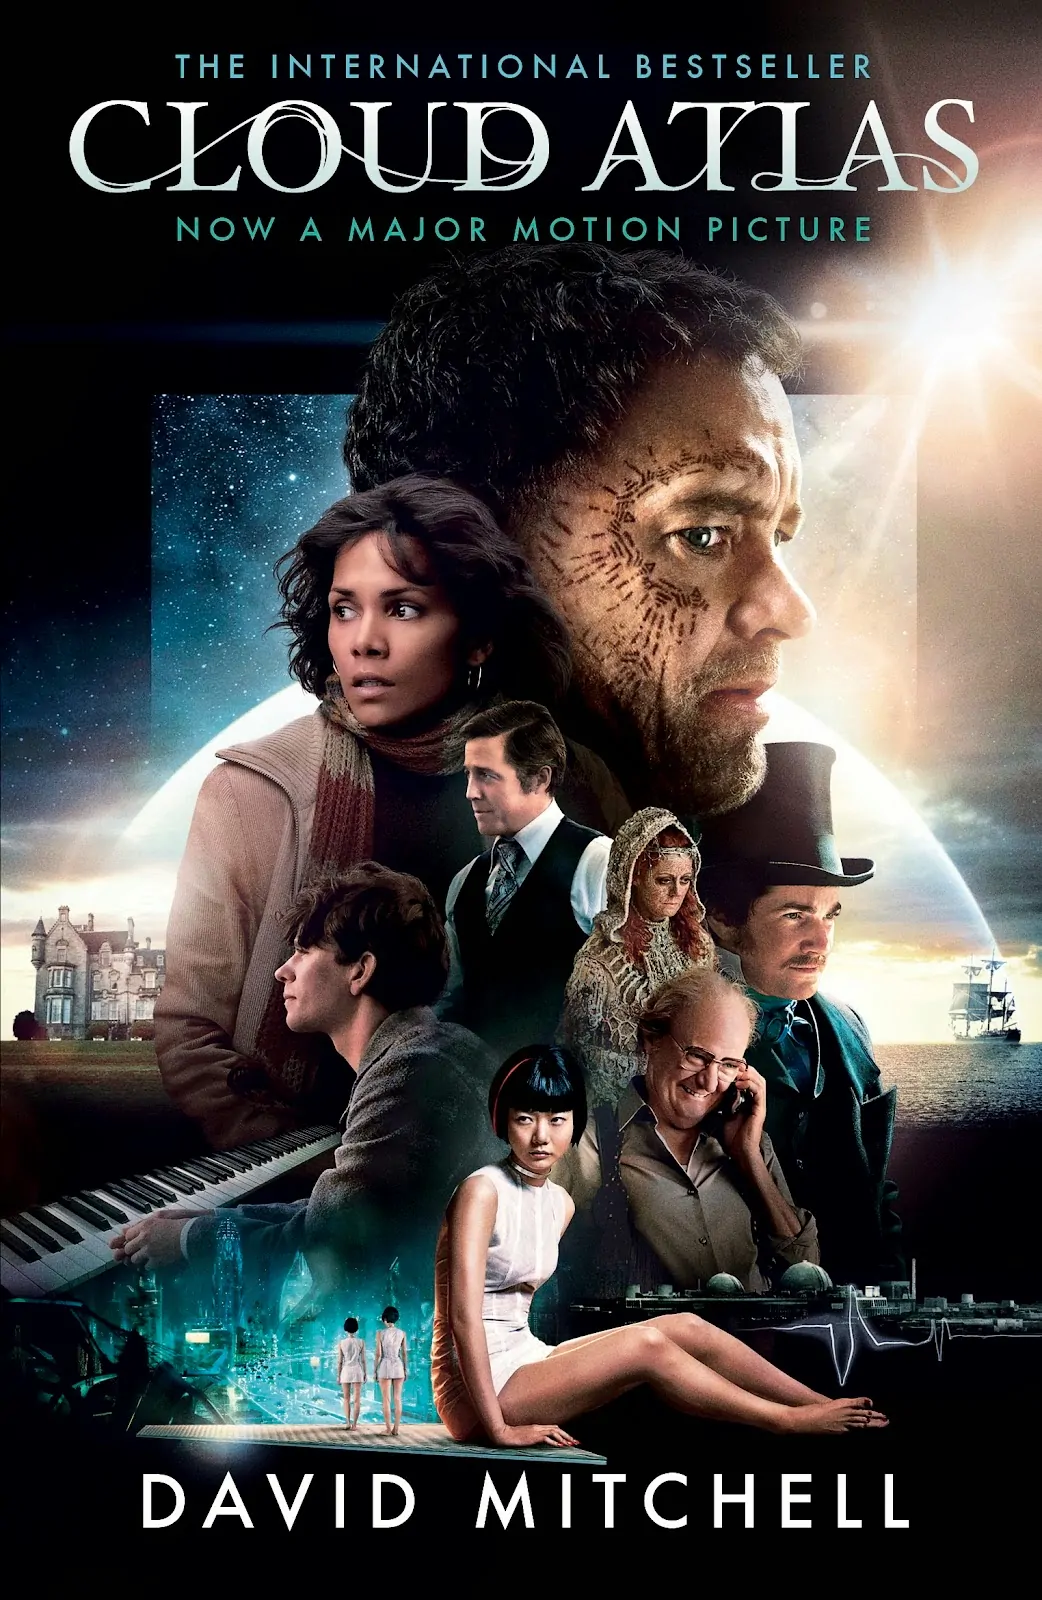 THE INTERNATIONAL BESTSELLER
CLOUD ATLAS
NOW A MAJOR MOTION PICTURE
DAVID MITCHELL